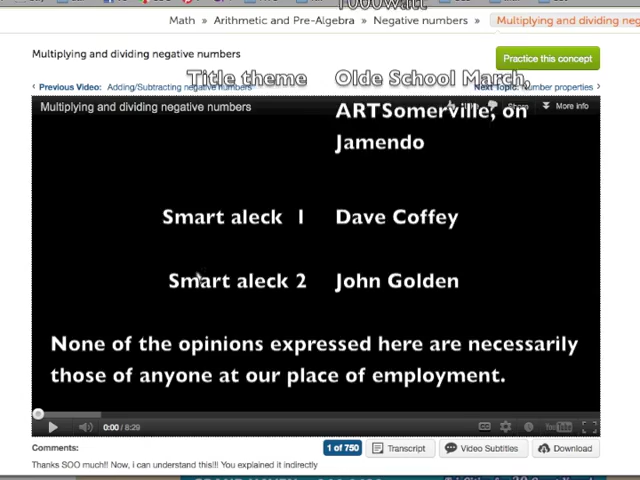 1000Watt
Math » Arithmetic and Pre-Algebra » Negative numbers » Multiplying and dividing neg
Multiplying and dividing negative numbers
Practice this concept
Title theme Olde School March,
‹ Previous Video: Adding/Subtracting negative numbers Next Topic: Number properties ›
Multiplying and dividing negative numbers Share More info
ARTSomerville, on
Jamendo
Smart aleck 1 Dave Coffey
Smart aleck 2 John Golden
None of the opinions expressed here are necessarily
those of anyone at our place of employment.
0:00 / 8:29 YouTube
Comments: 1 of 750 Transcript Video Subtitles Download
Thanks SOO much!! Now, i can understand this!!! You explained it indirectly